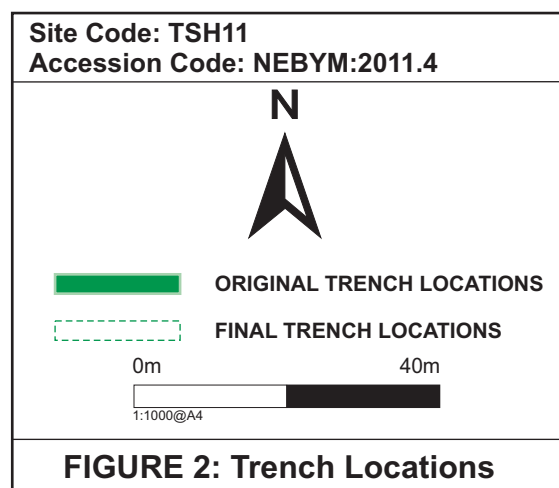 Site Code: TSH11
Accession Code: NEBYM:2011.4
N
ORIGINAL TRENCH LOCATIONS
FINAL TRENCH LOCATIONS
0m 40m
1:1000@A4
FIGURE 2: Trench Locations